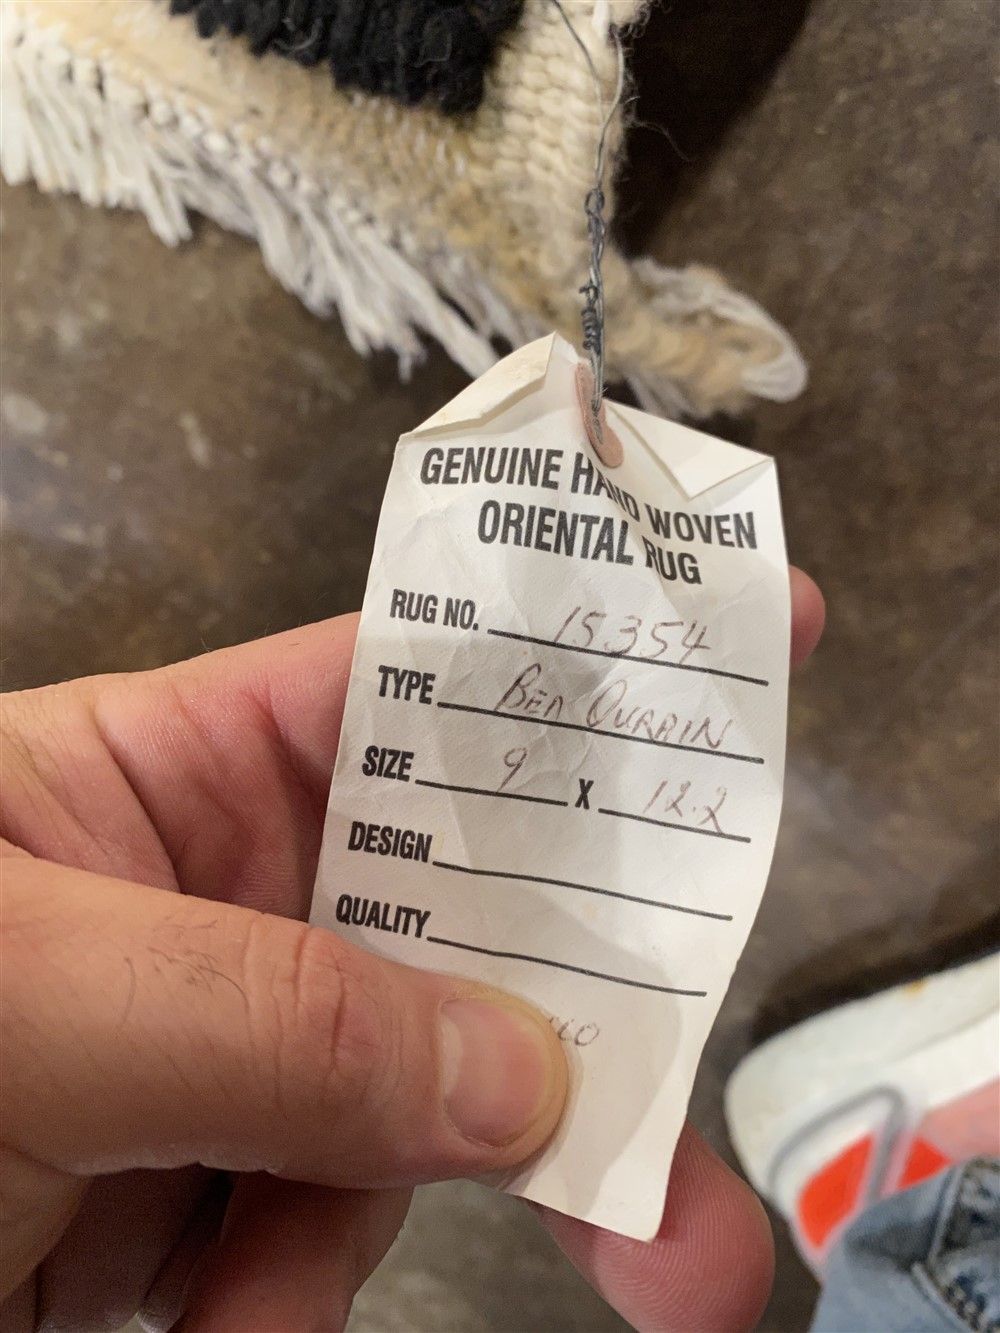 GENUINE HAND WOVEN
ORIENTAL RUG
RUG NO. 15354
TYPE BEN OURAIN
SIZE 9 X 12.2
DESIGN
QUALITY